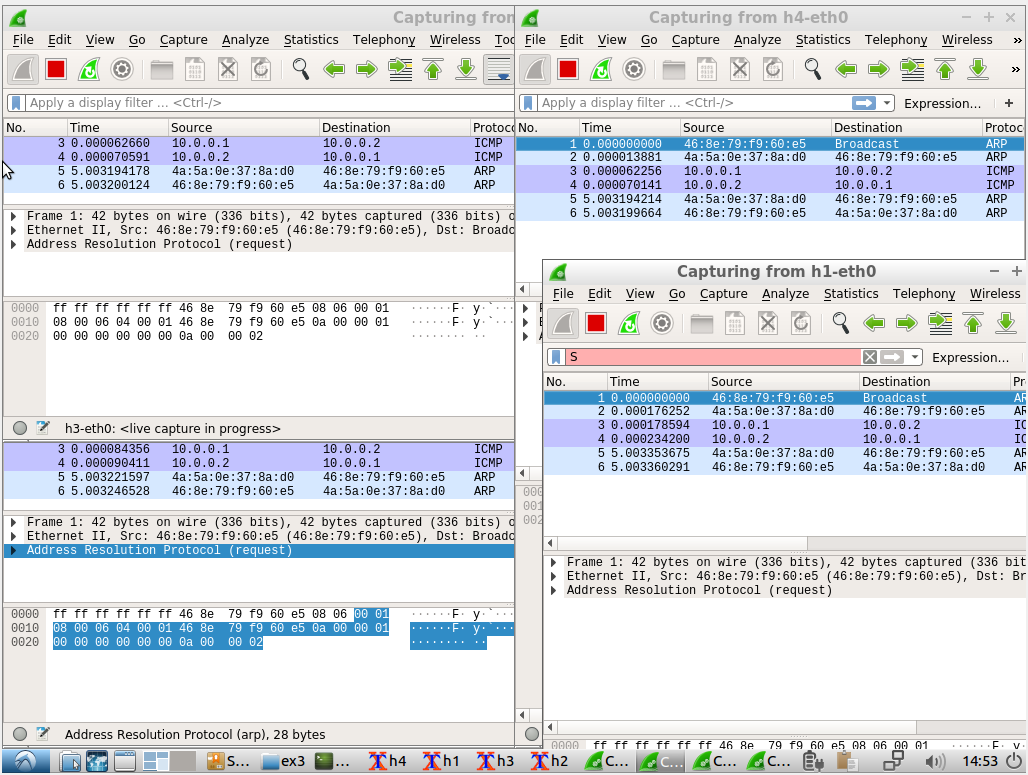 Capturing from
File Edit View Go Capture Analyze Statistics Telephony Wireless
Apply a display filter ... <Ctrl-/>
No. Time Source Destination
3 0.000062660 10.0.0.1 10.0.0.2 ICMP
4 0.000070591 10.0.0.2 10.0.0.1 ICMP
5 5.003194178 4a:5a:0e:37:8a:d0 46:8e:79:f9:60:e5 ARP
6 5.003200124 46:8e:79:f9:60:e5 4a:5a:0e:37:8a:d0 ARP
Frame 1: 42 bytes on wire (336 bits), 42 bytes captured (336 bits) o
Ethernet II, Src: 46:8e:79:f9:60:e5 (46:8e:79:f9:60:e5), Dst: Broadc
Address Resolution Protocol (request)
0000 ff ff ff ff ff ff 46 8e 79 f9 60 e5 08 06 00 01 ······F· y·`···
0010 08 00 06 04 00 01 46 8e 79 f9 60 e5 0a 00 00 01 ······F· y·`···
0020 00 00 00 00 00 00 0a 00 00 02 ········ ··
h3-eth0: <live capture in progress>
3 0.000084356 10.0.0.1 10.0.0.2 ICMP
4 0.000090411 10.0.0.2 10.0.0.1 ICMP
5 5.003221597 4a:5a:0e:37:8a:d0 46:8e:79:f9:60:e5 ARP
6 5.003246528 46:8e:79:f9:60:e5 4a:5a:0e:37:8a:d0 ARP
Frame 1: 42 bytes on wire (336 bits), 42 bytes captured (336 bits) o
Ethernet II, Src: 46:8e:79:f9:60:e5 (46:8e:79:f9:60:e5), Dst: Broadc
Address Resolution Protocol (request)
0000 ff ff ff ff ff ff 46 8e 79 f9 60 e5 08 06 00 01 ······F· y·`···
0010 08 00 06 04 00 01 46 8e 79 f9 60 e5 0a 00 00 01 ······F· y·`···
0020 00 00 00 00 00 00 0a 00 00 02 ········ ··
Address Resolution Protocol (arp), 28 bytes
Capturing from h4-eth0
File Edit View Go Capture Analyze Statistics Telephony Wireless »
»
Apply a display filter ... <Ctrl-/> Expression... +
No. Time Source Destination Protoc
1 0.000000000 46:8e:79:f9:60:e5 Broadcast ARP
2 0.000013881 4a:5a:0e:37:8a:d0 46:8e:79:f9:60:e5 ARP
3 0.000062256 10.0.0.1 10.0.0.2 ICMP
4 0.000070141 10.0.0.2 10.0.0.1 ICMP
5 5.003194214 4a:5a:0e:37:8a:d0 46:8e:79:f9:60:e5 ARP
6 5.003199664 46:8e:79:f9:60:e5 4a:5a:0e:37:8a:d0 ARP
Capturing from h1-eth0
File Edit View Go Capture Analyze Statistics Telephony Wireless
S Expression...
No. Time Source Destination
1 0.000000000 46:8e:79:f9:60:e5 Broadcast
2 0.000176252 4a:5a:0e:37:8a:d0 46:8e:79:f9:60:e5
3 0.000178594 10.0.0.1 10.0.0.2
4 0.000234200 10.0.0.2 10.0.0.1
5 5.003353675 4a:5a:0e:37:8a:d0 46:8e:79:f9:60:e5
6 5.003360291 46:8e:79:f9:60:e5 4a:5a:0e:37:8a:d0
Frame 1: 42 bytes on wire (336 bits), 42 bytes captured (336 bit
Ethernet II, Src: 46:8e:79:f9:60:e5 (46:8e:79:f9:60:e5), Dst: Br
Address Resolution Protocol (request)
0000 ff ff ff ff ff ff 46 8e 79 f9 60 e5 08 06 00 01 ······F· y·
S... ex3 ... h4 h1 h3 h2 C... C... C... C... 14:53